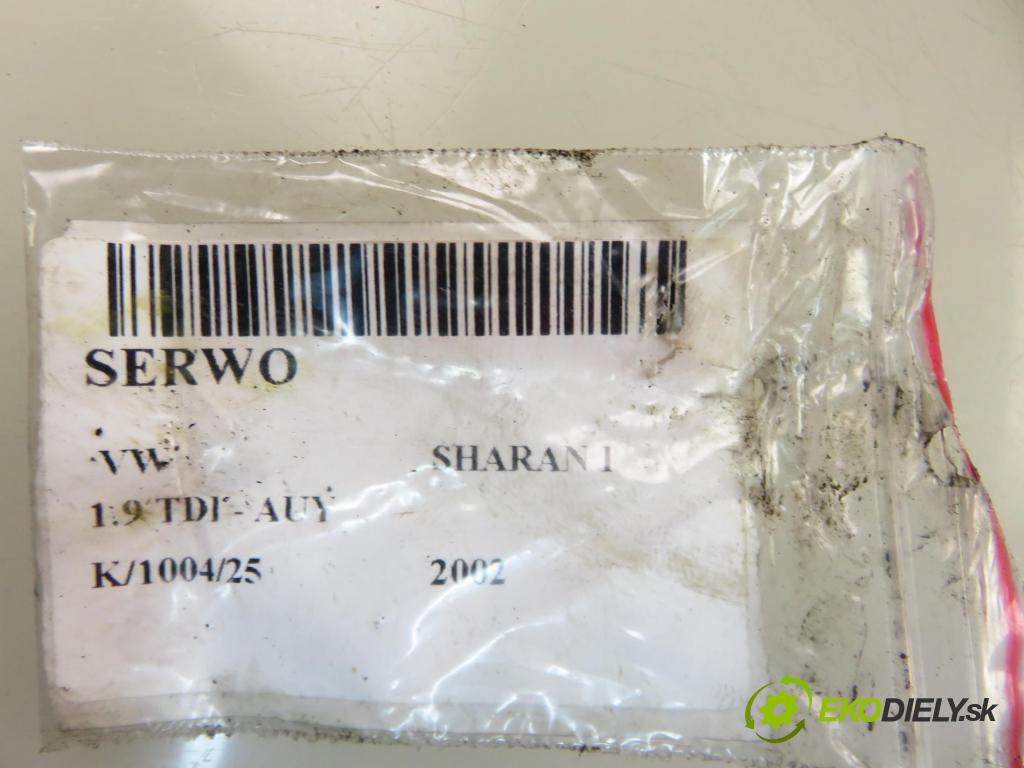 SERWO
VW SHARAN I
1.9 TDI - AUY
K/1004/25 2002
EKODIELY.sk